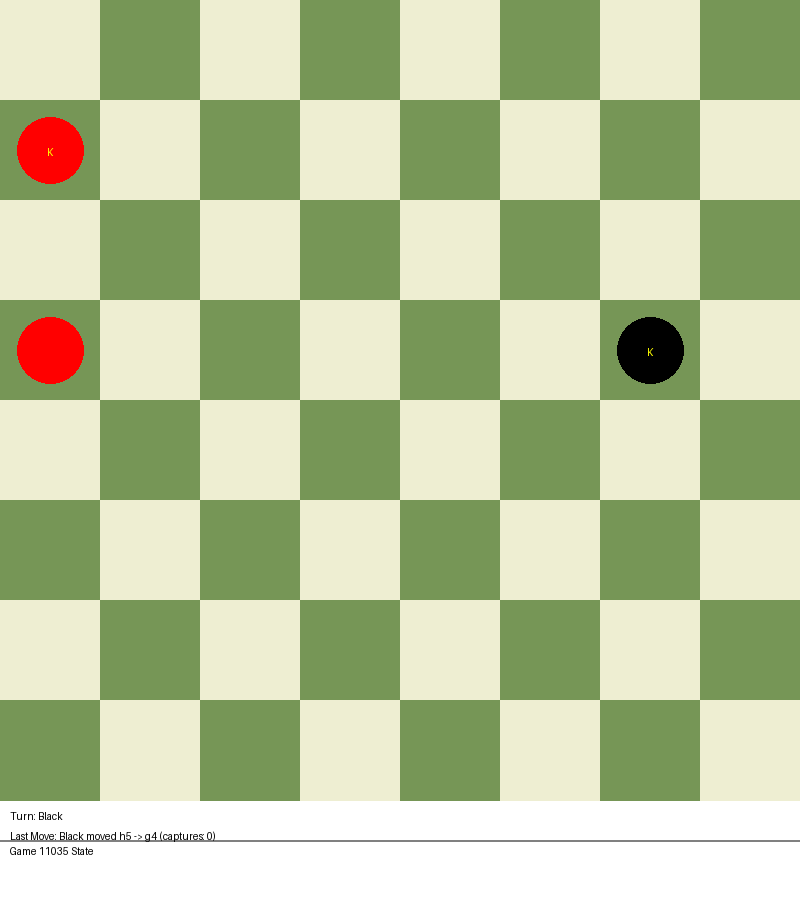 K
K
Turn: Black
Last Move: Black moved h5 -> g4 (captures: 0)
Game 11035 State